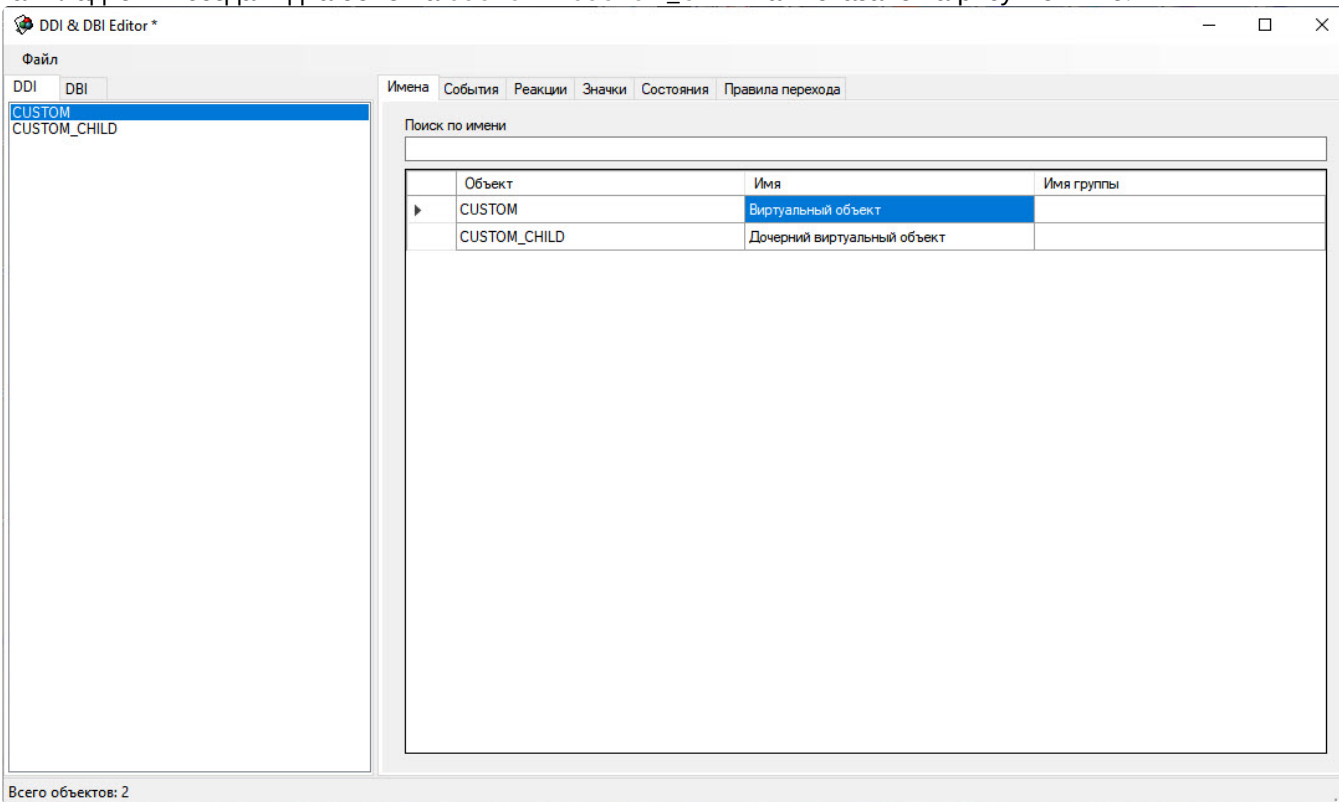 DDI & DBI Editor *
Файл
DDI DBI
Имена События Реакции Значки Состояния Правила перехода
CUSTOM
CUSTOM_CHILD
Поиск по имени
Объект Имя Имя группы
CUSTOM Виртуальный объект
CUSTOM_CHILD Дочерний виртуальный объект
Всего объектов: 2